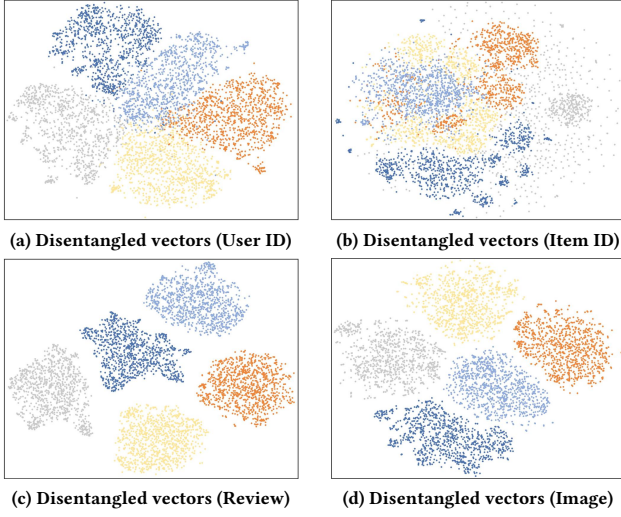 (a) Disentangled vectors (User ID)
(b) Disentangled vectors (Item ID)
(c) Disentangled vectors (Review)
(d) Disentangled vectors (Image)